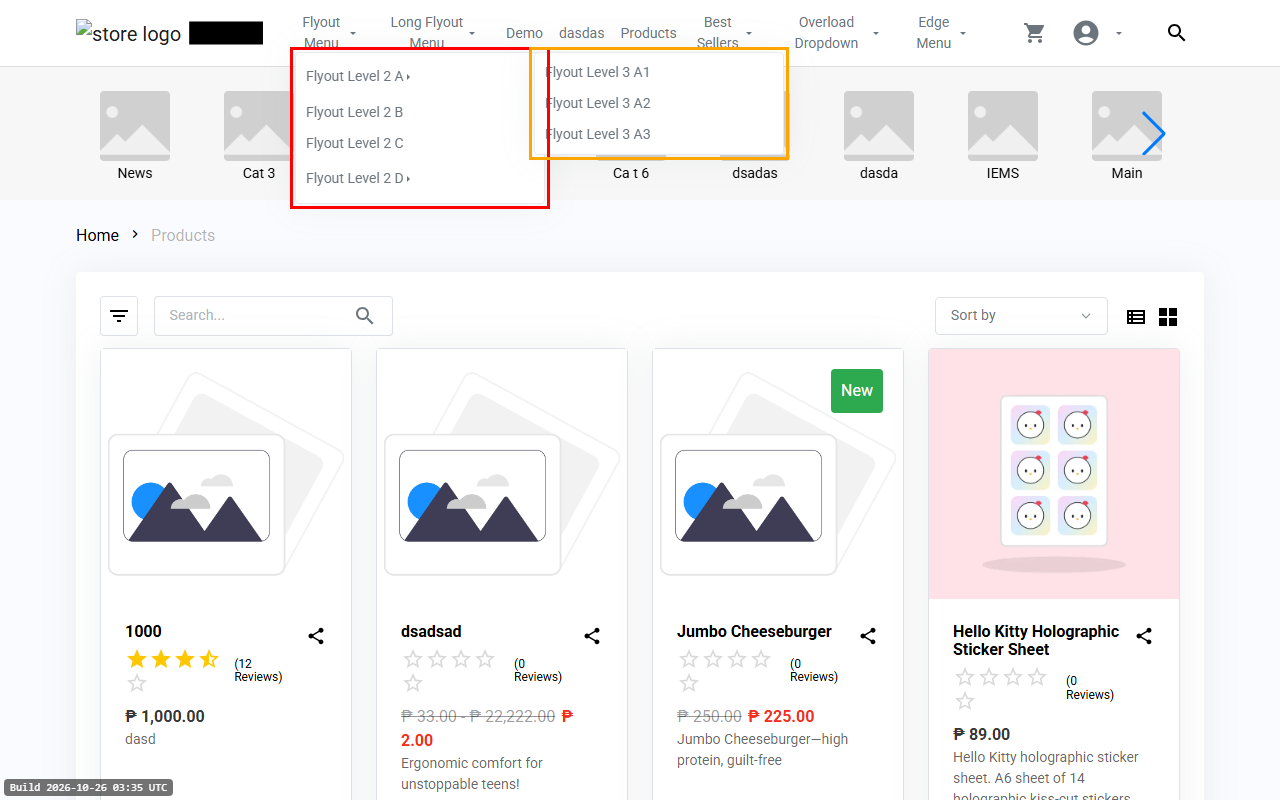 store logo
Flyout
Menu
Long Flyout
Menu
Demo
dasdas
Products
Best
Sellers
Overload
Dropdown
Edge
Menu
Flyout Level 2 A
Flyout Level 2 B
Flyout Level 2 C
Flyout Level 2 D
Flyout Level 3 A1
Flyout Level 3 A2
Flyout Level 3 A3
News
Cat 3
Ca t 6
dsadas
dasda
IEMS
Main
Home
Products
Search...
Sort by
1000
(12
Reviews)
₱ 1,000.00
dasd
dsadsad
(0
Reviews)
₱ 33.00 - ₱ 22,222.00 ₱
2.00
Ergonomic comfort for
unstoppable teens!
New
Jumbo Cheeseburger
(0
Reviews)
₱ 250.00 ₱ 225.00
Jumbo Cheeseburger—high
protein, guilt-free
Hello Kitty Holographic
Sticker Sheet
(0
Reviews)
₱ 89.00
Hello Kitty holographic sticker
sheet. A6 sheet of 14
holographic kiss-cut stickers
Build 2026-10-26 03:35 UTC